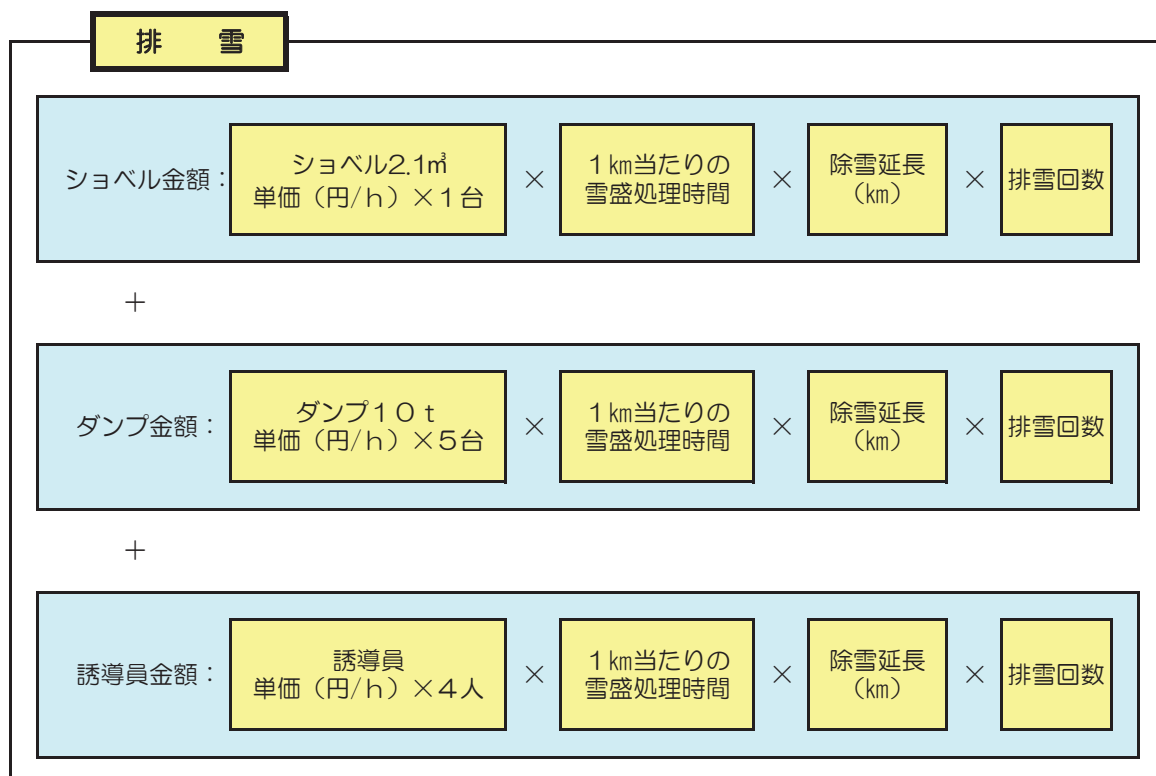 排　雪
ショベル金額：
ショベル2.1㎥
単価（円/ｈ）×１台
×
１㎞当たりの
雪盛処理時間
×
除雪延長
（㎞）
×
排雪回数
＋
ダンプ金額：
ダンプ１０ｔ
単価（円/ｈ）×５台
×
１㎞当たりの
雪盛処理時間
×
除雪延長
（㎞）
×
排雪回数
＋
誘導員金額：
誘導員
単価（円/ｈ）×４人
×
１㎞当たりの
雪盛処理時間
×
除雪延長
（㎞）
×
排雪回数